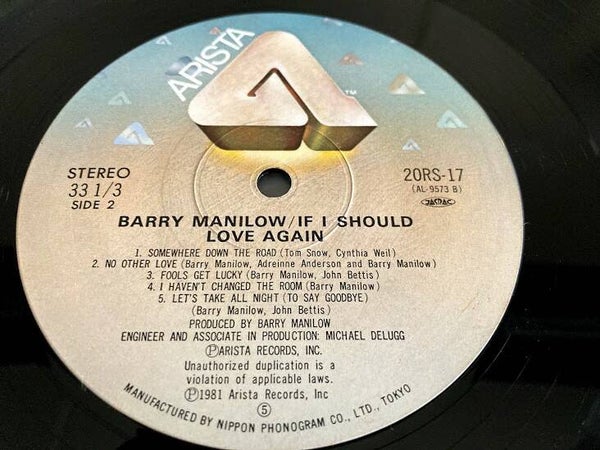 ARISTA
TM
STEREO
33 1/3
SIDE 2
20RS-17
(AL 9573 B)
JASRAC
BARRY MANILOW/IF I SHOULD
LOVE AGAIN
1. SOMEWHERE DOWN THE ROAD (Tom Snow, Cynthia Weil)
2. NO OTHER LOVE (Barry Manilow, Adreinne Anderson and Barry Manilow)
3. FOOLS GET LUCKY (Barry Manilow, John Bettis)
4. I HAVEN'T CHANGED THE ROOM (Barry Manilow)
5. LET'S TAKE ALL NIGHT (TO SAY GOODBYE)
(Barry Manilow, John Bettis)
PRODUCED BY BARRY MANILOW
ENGINEER AND ASSOCIATE IN PRODUCTION: MICHAEL DELUGG
ⓅARISTA RECORDS, INC.
Unauthorized duplication is a
violation of applicable laws.
Ⓟ1981 Arista Records, Inc
⑤
MANUFACTURED BY NIPPON PHONOGRAM CO., LTD., TOKYO